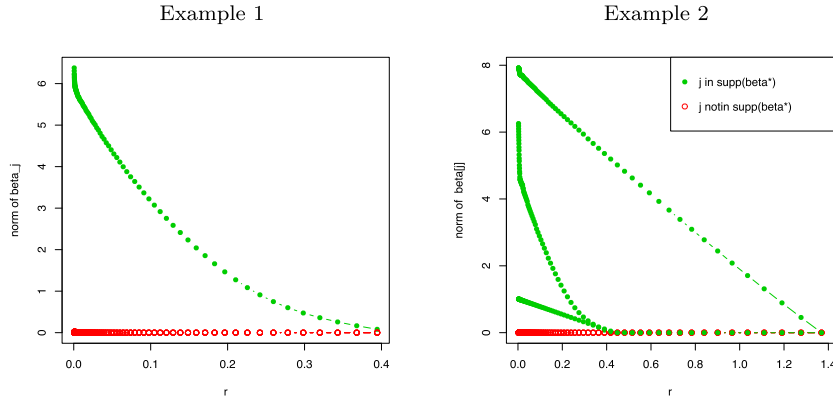 Example 1
Example 2
norm of beta_j
0 1 2 3 4 5 6
0.0 0.1 0.2 0.3 0.4
r
norm of beta[j]
0 2 4 6 8
j in supp(beta*)
j notin supp(beta*)
0.0 0.2 0.4 0.6 0.8 1.0 1.2 1.4
r